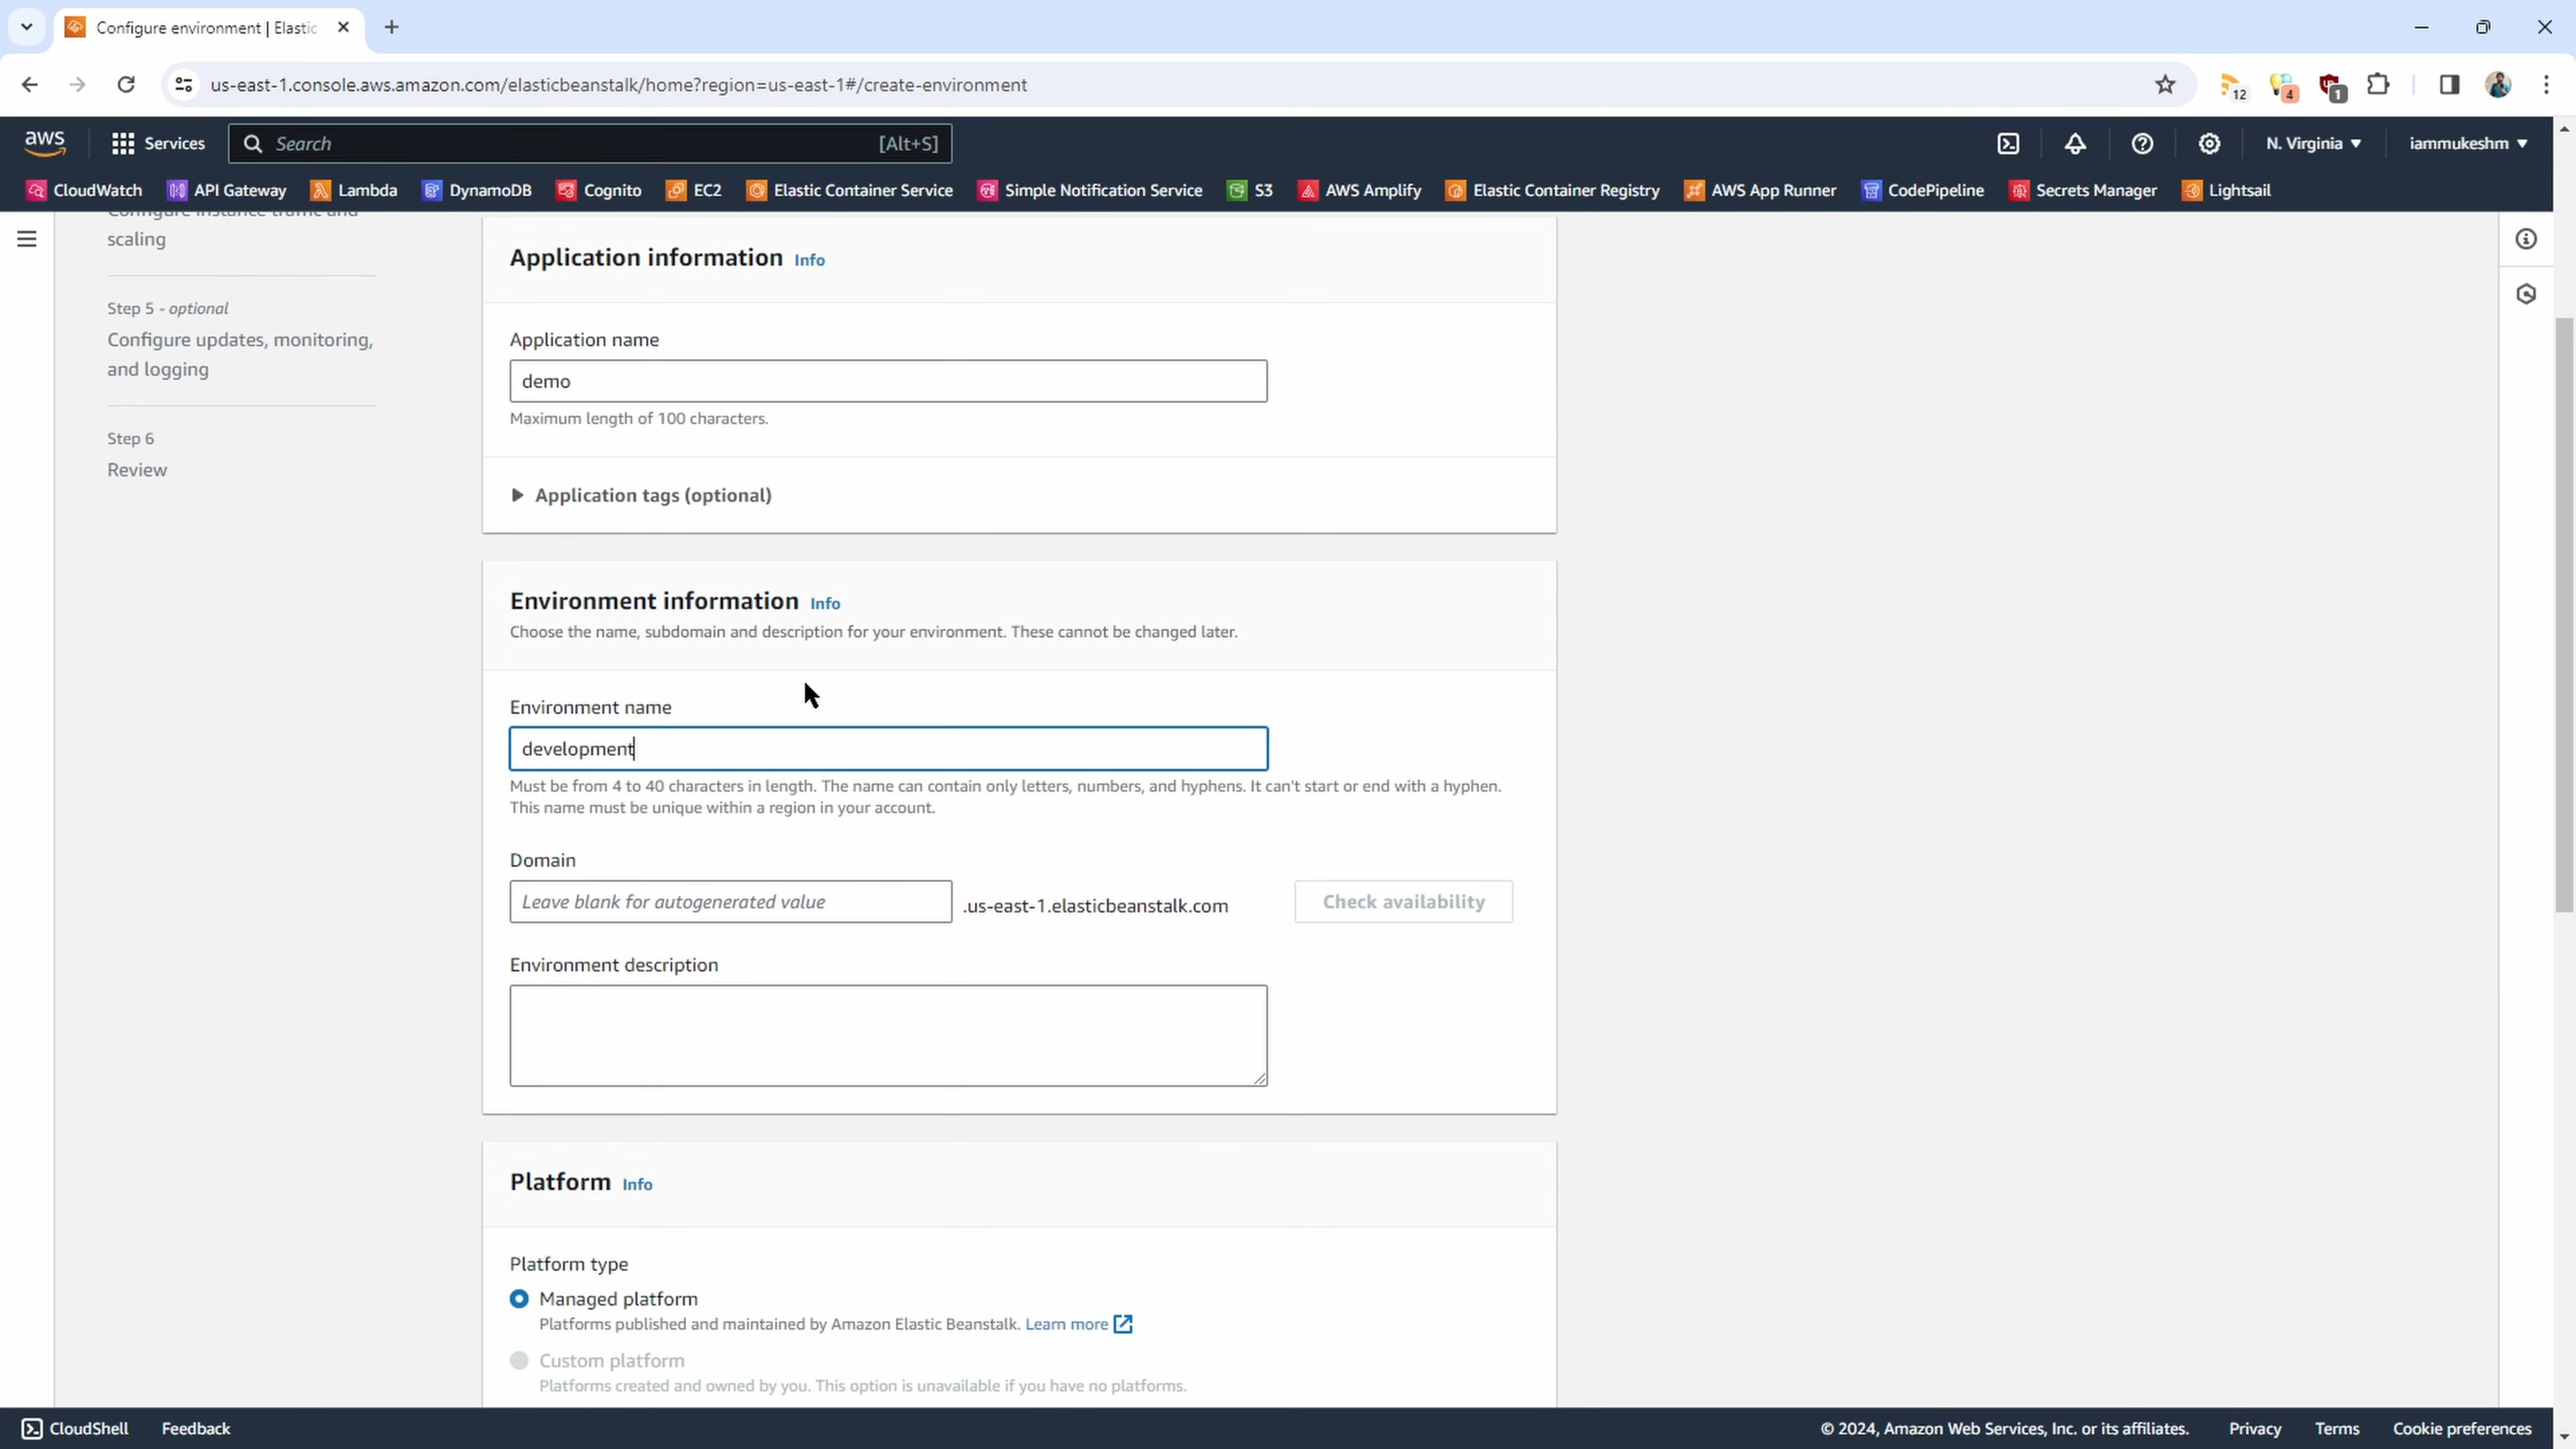 Configure environment | Elastic
us-east-1.console.aws.amazon.com/elasticbeanstalk/home?region=us-east-1#/create-environment
12
4
1
aws
Services
Search
[Alt+S]
N. Virginia
iammukeshm
CloudWatch
API Gateway
Lambda
DynamoDB
Cognito
EC2
Elastic Container Service
Simple Notification Service
S3
AWS Amplify
Elastic Container Registry
AWS App Runner
CodePipeline
Secrets Manager
Lightsail
Configure instance traffic and
scaling
Step 5 - optional
Configure updates, monitoring,
and logging
Step 6
Review
Application information Info
Application name
demo
Maximum length of 100 characters.
Application tags (optional)
Environment information Info
Choose the name, subdomain and description for your environment. These cannot be changed later.
Environment name
development
Must be from 4 to 40 characters in length. The name can contain only letters, numbers, and hyphens. It can't start or end with a hyphen.
This name must be unique within a region in your account.
Domain
Leave blank for autogenerated value
.us-east-1.elasticbeanstalk.com
Check availability
Environment description
Platform Info
Platform type
Managed platform
Platforms published and maintained by Amazon Elastic Beanstalk. Learn more
Custom platform
Platforms created and owned by you. This option is unavailable if you have no platforms.
CloudShell
Feedback
© 2024, Amazon Web Services, Inc. or its affiliates.
Privacy
Terms
Cookie preferences